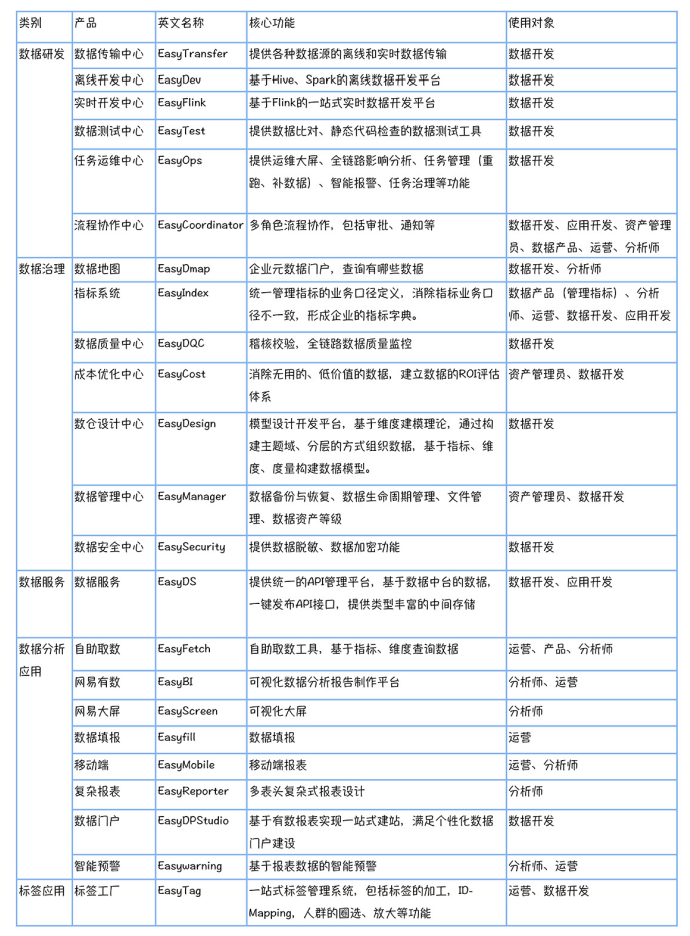 类别 产品 英文名称 核心功能 使用对象
数据研发 数据传输中心 EasyTransfer 提供各种数据源的离线和实时数据传输 数据开发
离线开发中心 EasyDev 基于Hive、Spark的离线数据开发平台 数据开发
实时开发中心 EasyFlink 基于Flink的一站式实时数据开发平台 数据开发
数据测试中心 EasyTest 提供数据比对、静态代码检查的数据测试工具 数据开发
任务运维中心 EasyOps 提供运维大屏、全链路影响分析、任务管理（重 数据开发
跑、补数据）、智能报警、任务治理等功能
流程协作中心 EasyCoordinator 多角色流程协作，包括审批、通知等 数据开发、应用开发、资产管理
员、数据产品、运营、分析师
数据治理 数据地图 EasyDmap 企业元数据门户，查询有哪些数据 数据开发、分析师
指标系统 EasyIndex 统一管理指标的业务口径定义，消除指标业务口 数据产品（管理指标）、分析
径不一致，形成企业的指标字典。 师、运营、数据开发、应用开发
数据质量中心 EasyDQC 稽核校验，全链路数据质量监控 数据开发
成本优化中心 EasyCost 消除无用的、低价值的数据，建立数据的ROI评估 资产管理员、数据开发
体系
数仓设计中心 EasyDesign 模型设计开发平台，基于维度建模理论，通过构 数据开发
建主题域、分层的方式组织数据，基于指标、维
度、度量构建数据模型。
数据管理中心 EasyManager 数据备份与恢复、数据生命周期管理、文件管 资产管理员、数据开发
理、数据资产等级
数据安全中心 EasySecurity 提供数据脱敏、数据加密功能 数据开发
数据服务 数据服务 EasyDS 提供统一的API管理平台，基于数据中台的数据， 数据开发、应用开发
一键发布API接口，提供类型丰富的中间存储
数据分析 自助取数 EasyFetch 自助取数工具，基于指标、维度查询数据 运营、产品、分析师
应用
网易有数 EasyBI 可视化数据分析报告制作平台 分析师、运营
网易大屏 EasyScreen 可视化大屏 分析师
数据填报 Easyfill 数据填报 运营
移动端 EasyMobile 移动端报表 运营、分析师
复杂报表 EasyReporter 多表头复杂式报表设计 分析师
数据门户 EasyDPStudio 基于有数报表实现一站式建站，满足个性化数据 数据开发
门户建设
智能预警 Easywarning 基于报表数据的智能预警 分析师、运营
标签应用 标签工厂 EasyTag 一站式标签管理系统，包括标签的加工，ID- 运营、数据开发
Mapping，人群的圈选、放大等功能